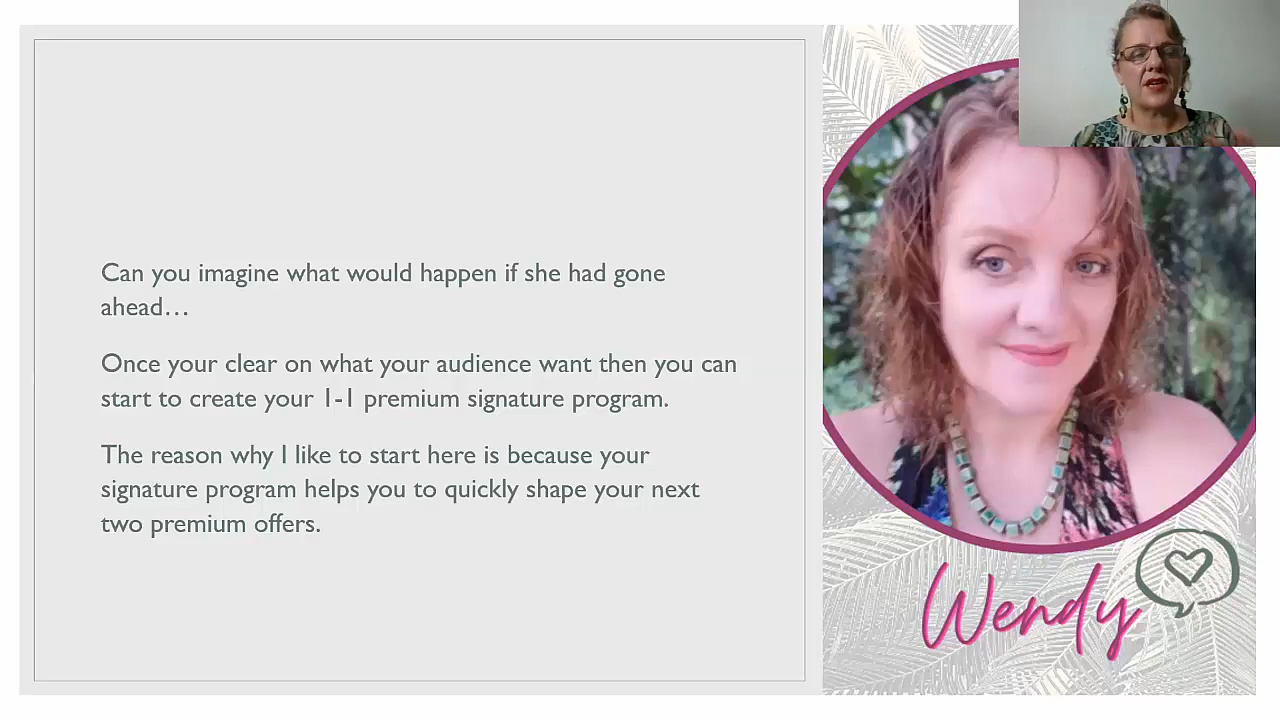 Can you imagine what would happen if she had gone
ahead…
Once your clear on what your audience want then you can
start to create your 1-1 premium signature program.
The reason why I like to start here is because your
signature program helps you to quickly shape your next
two premium offers.
Wendy